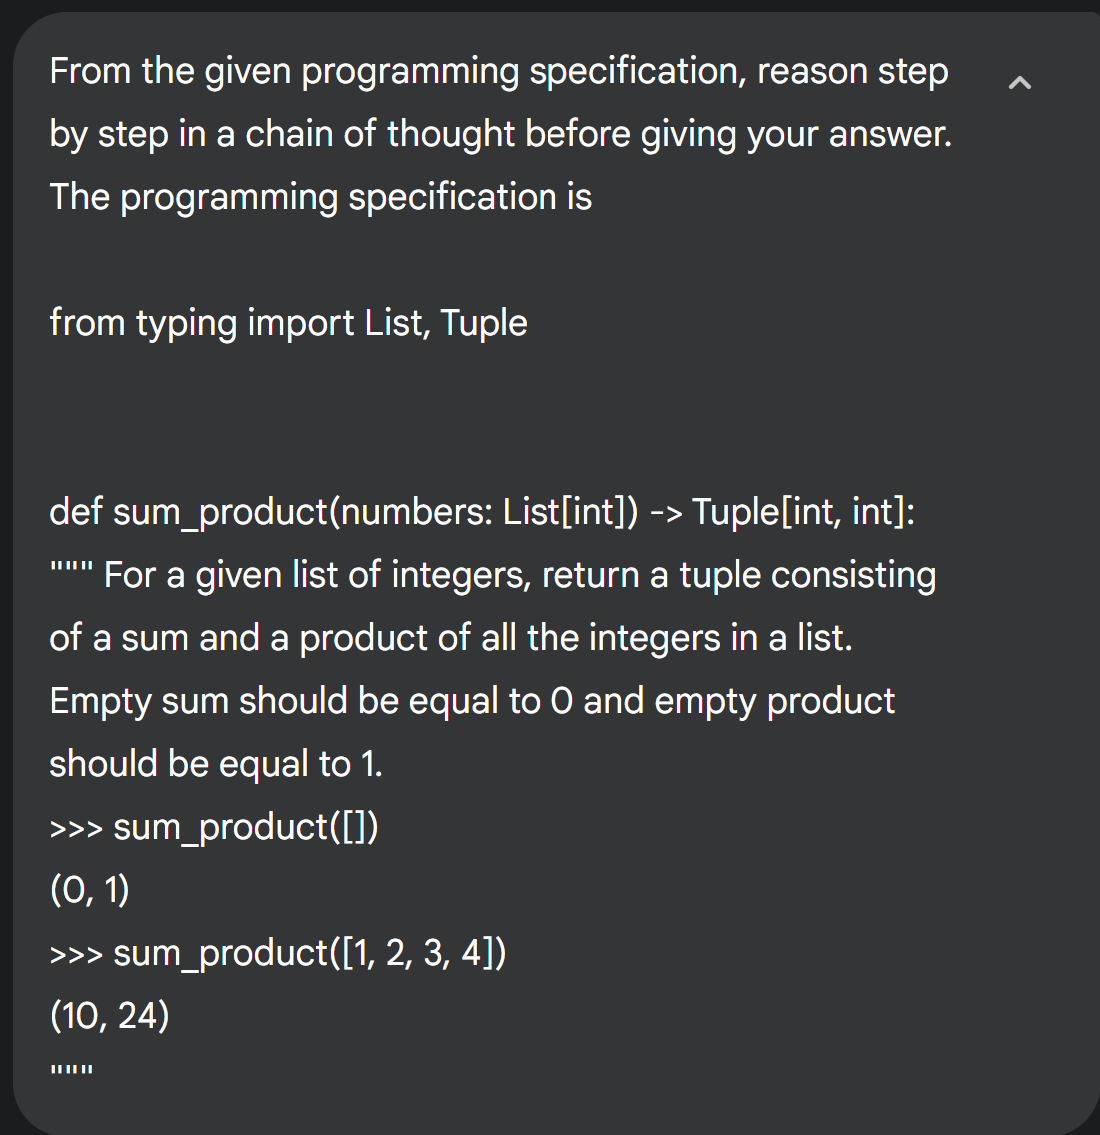 From the given programming specification, reason step
by step in a chain of thought before giving your answer.
The programming specification is
from typing import List, Tuple
def sum_product(numbers: List[int]) -> Tuple[int, int]:
""" For a given list of integers, return a tuple consisting
of a sum and a product of all the integers in a list.
Empty sum should be equal to 0 and empty product
should be equal to 1.
>>> sum_product([])
(0, 1)
>>> sum_product([1, 2, 3, 4])
(10, 24)
"""